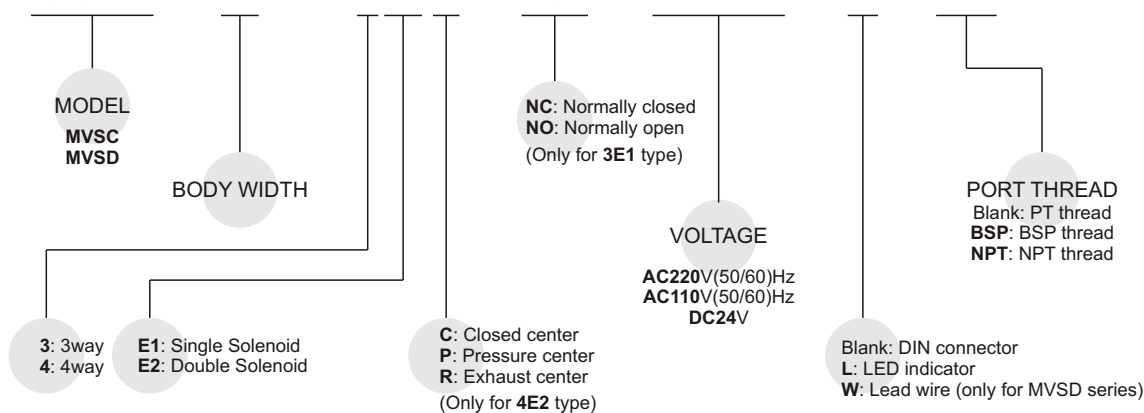 MODEL
MVSC
MVSD
BODY WIDTH
3: 3way
4: 4way
E1: Single Solenoid
E2: Double Solenoid
C: Closed center
P: Pressure center
R: Exhaust center
(Only for 4E2 type)
NC: Normally closed
NO: Normally open
(Only for 3E1 type)
VOLTAGE
AC220V(50/60)Hz
AC110V(50/60)Hz
DC24V
Blank: DIN connector
L: LED indicator
W: Lead wire (only for MVSD series)
PORT THREAD
Blank: PT thread
BSP: BSP thread
NPT: NPT thread